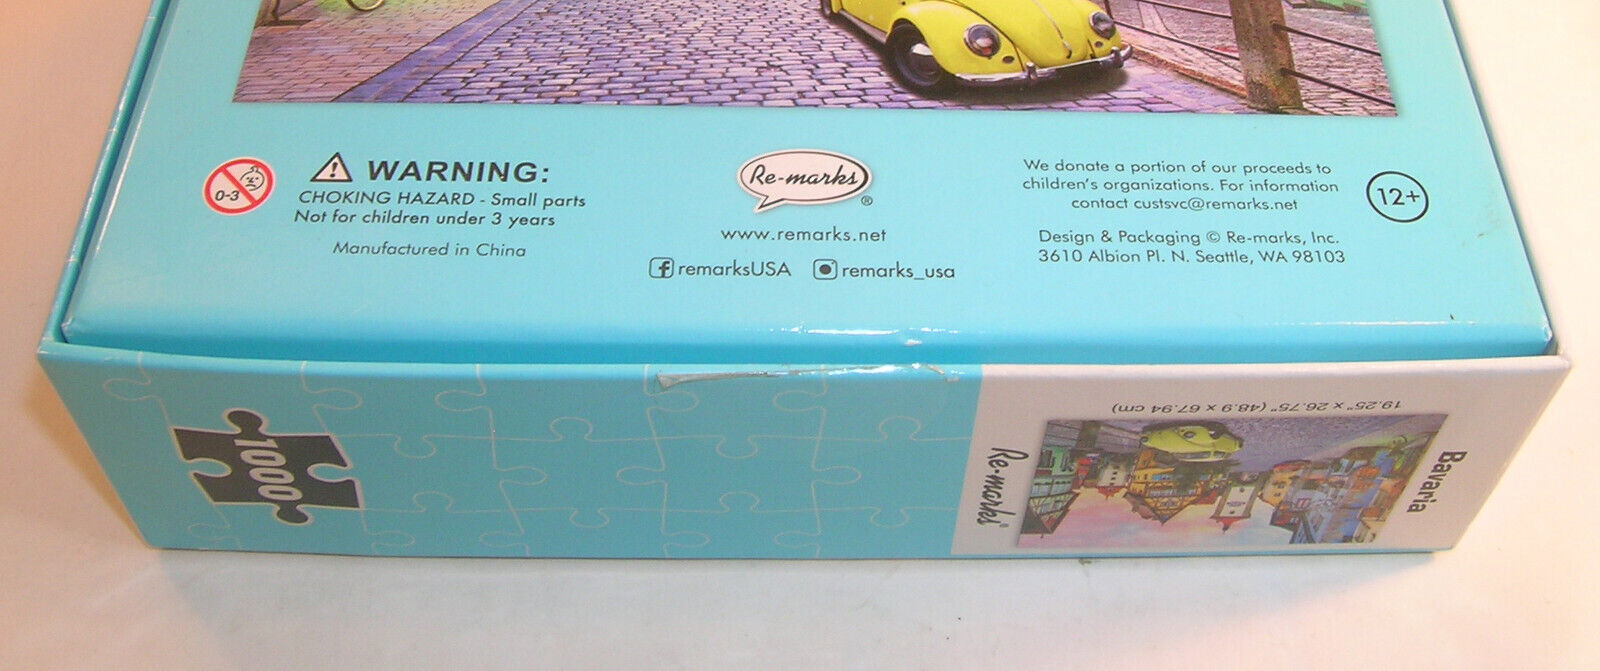 0-3
WARNING:
CHOKING HAZARD - Small parts
Not for children under 3 years
Manufactured in China
Re-marks®
www.remarks.net
remarksUSA remarks_usa
We donate a portion of our proceeds to
children's organizations. For information
contact custsvc@remarks.net
Design & Packaging © Re-marks, Inc.
3610 Albion Pl. N. Seattle, WA 98103
12+
1000
19.25" x 26.75" (48.9 x 67.94 cm)
Bavaria
Re-marks®